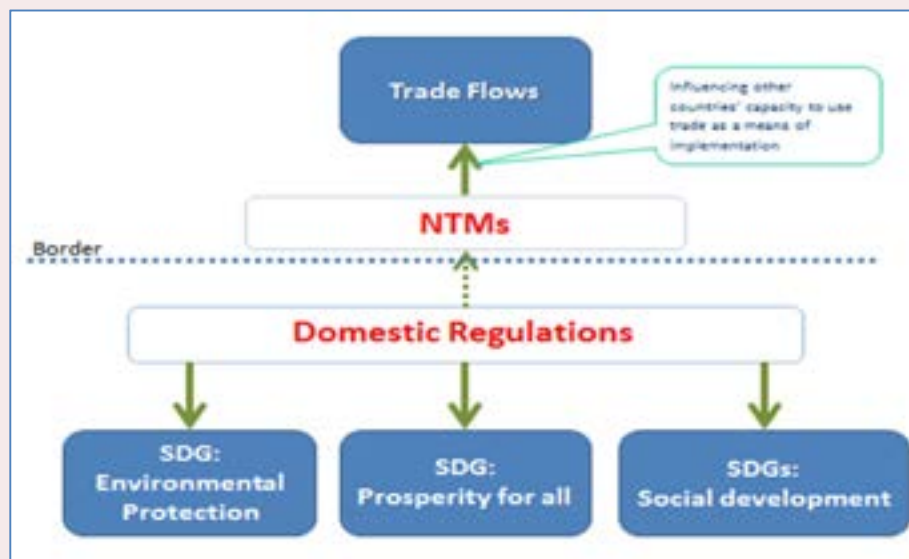 Trade Flows
Influencing other
countries' capacity to use
trade as a means of
implementation
NTMs
Border
Domestic Regulations
SDG:
Environmental
Protection
SDG:
Prosperity for all
SDGs:
Social development